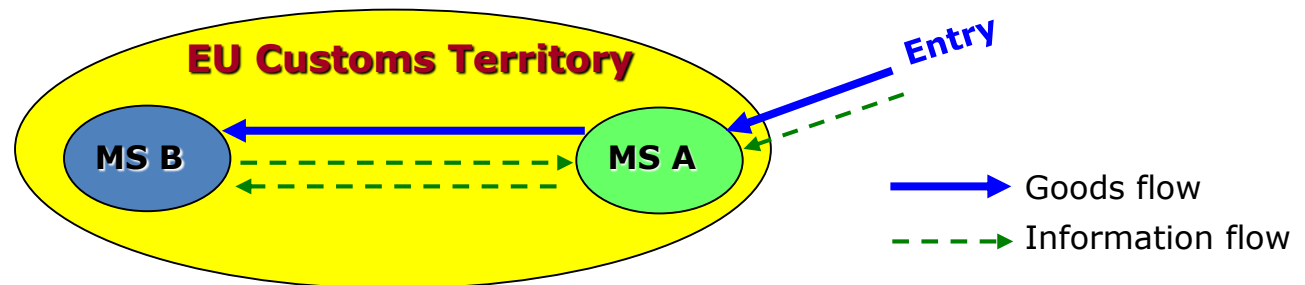 Entry
EU Customs Territory
MS B
MS A
Goods flow
Information flow